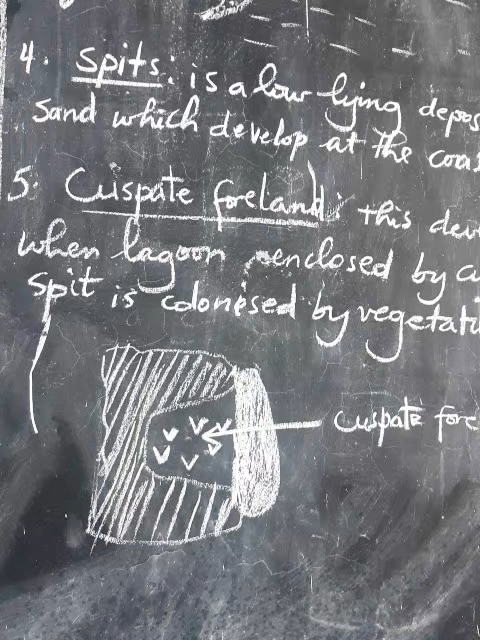 4. Spits: is a low lying depos
sand which develop at the coas
5. Cuspate foreland: this dev
when lagoon enclosed by a
Spit is colonised by vegetati
Cuspate fore